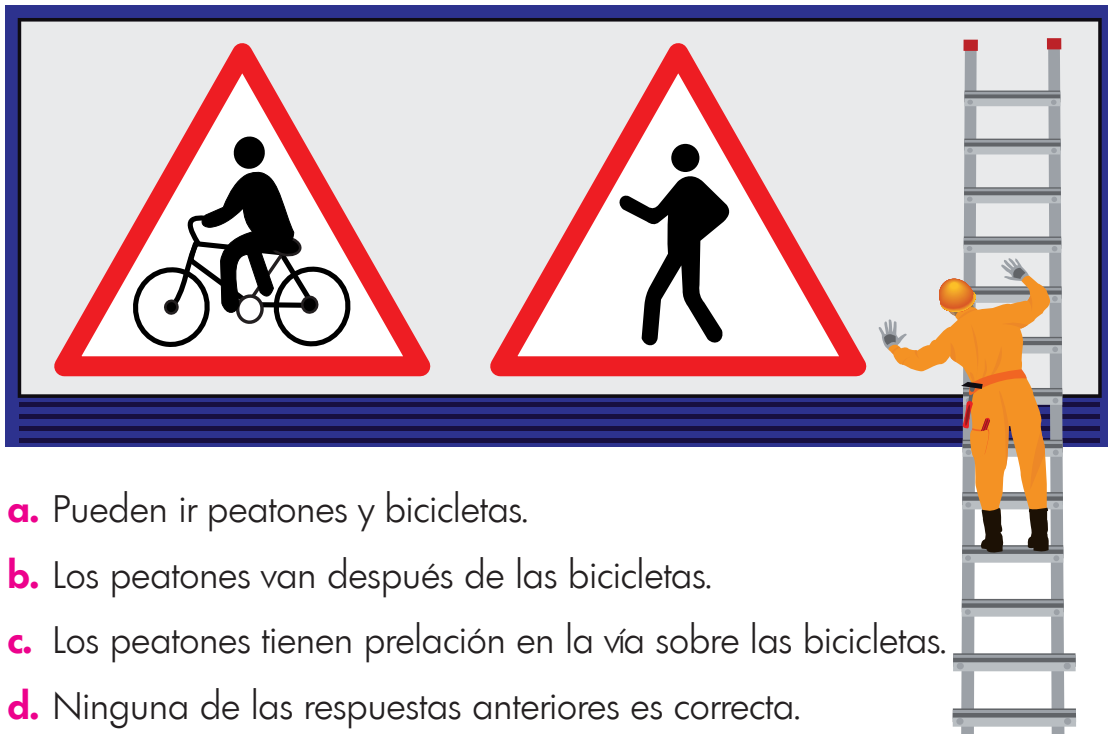 a. Pueden ir peatones y bicicletas.
b. Los peatones van después de las bicicletas.
c. Los peatones tienen prelación en la vía sobre las bicicletas.
d. Ninguna de las respuestas anteriores es correcta.